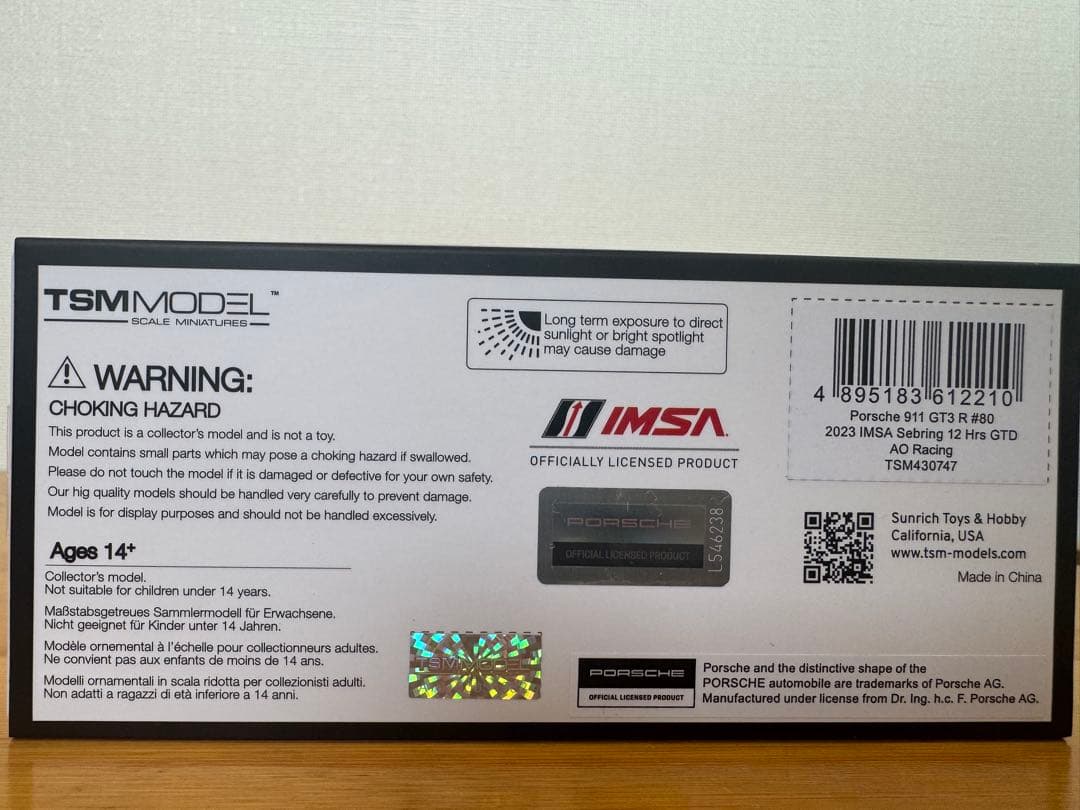 TSMMODEL™
SCALE MINIATURES
WARNING:
CHOKING HAZARD
This product is a collector's model and is not a toy.
Model contains small parts which may pose a choking hazard if swallowed.
Please do not touch the model if it is damaged or defective for your own safety.
Our hig quality models should be handled very carefully to prevent damage.
Model is for display purposes and should not be handled excessively.
Ages 14+
Collector's model.
Not suitable for children under 14 years.
Maßstabsgetreues Sammlermodell für Erwachsene.
Nicht geeignet für Kinder unter 14 Jahren.
Modèle ornemental à l'échelle pour collectionneurs adultes.
Ne convient pas aux enfants de moins de 14 ans.
Modelli ornamentali in scala ridotta per collezionisti adulti.
Non adatti a ragazzi di età inferiore a 14 anni.
Long term exposure to direct
sunlight or bright spotlight
may cause damage
IMSA
OFFICIALLY LICENSED PRODUCT
PORSCHE
OFFICIAL LICENSED PRODUCT
L546238
TSMMODEL
4 895183 612210
Porsche 911 GT3 R #80
2023 IMSA Sebring 12 Hrs GTD
AO Racing
TSM430747
Sunrich Toys & Hobby
California, USA
www.tsm-models.com
Made in China
PORSCHE
OFFICIAL LICENSED PRODUCT
Porsche and the distinctive shape of the
PORSCHE automobile are trademarks of Porsche AG.
Manufactured under license from Dr. Ing. h.c. F. Porsche AG.